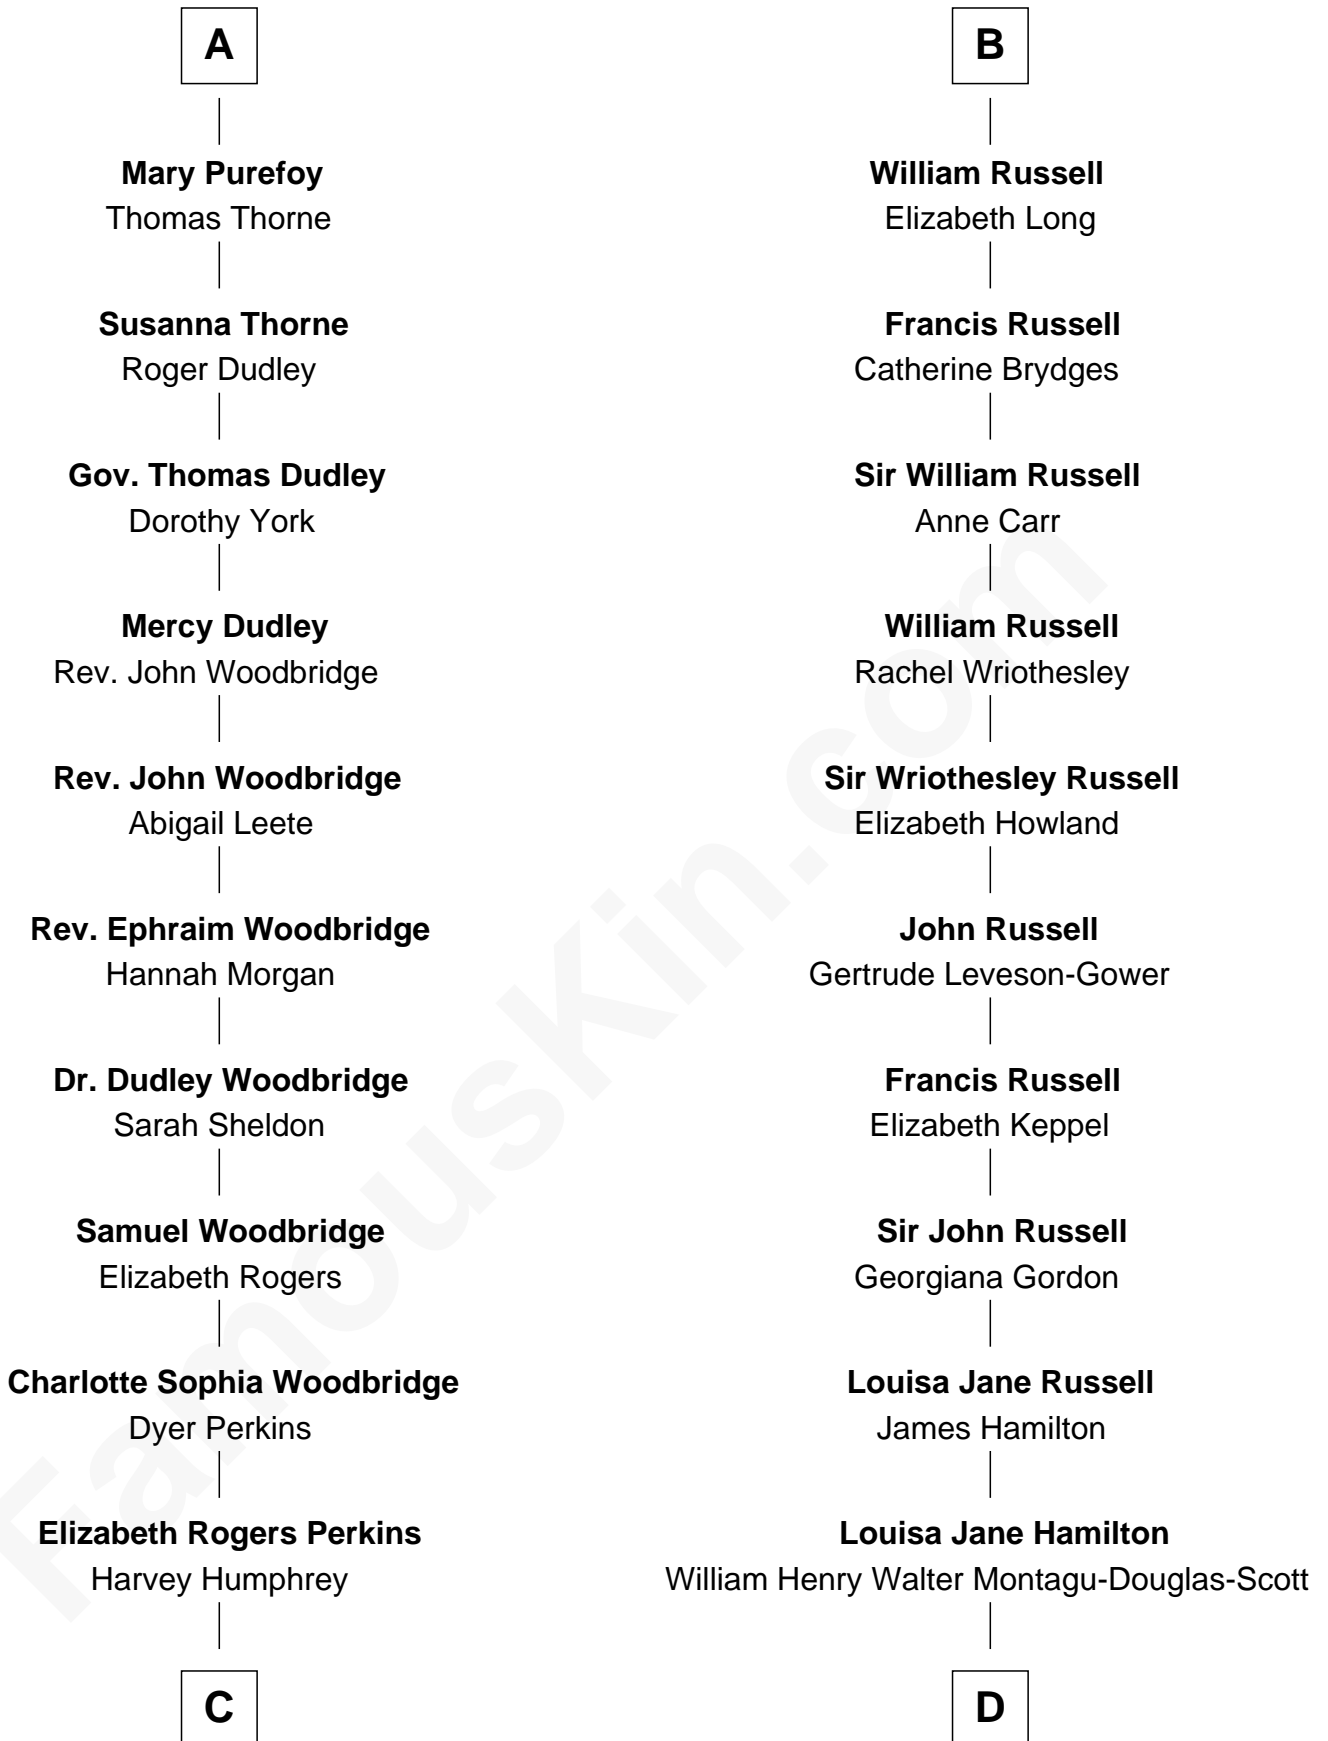 A
Mary Purefoy
Thomas Thorne
Susanna Thorne
Roger Dudley
Gov. Thomas Dudley
Dorothy York
Mercy Dudley
Rev. John Woodbridge
Rev. John Woodbridge
Abigail Leete
Rev. Ephraim Woodbridge
Hannah Morgan
Dr. Dudley Woodbridge
Sarah Sheldon
Samuel Woodbridge
Elizabeth Rogers
Charlotte Sophia Woodbridge
Dyer Perkins
Elizabeth Rogers Perkins
Harvey Humphrey
C
B
William Russell
Elizabeth Long
Francis Russell
Catherine Brydges
Sir William Russell
Anne Carr
William Russell
Rachel Wriothesley
Sir Wriothesley Russell
Elizabeth Howland
John Russell
Gertrude Leveson-Gower
Francis Russell
Elizabeth Keppel
Sir John Russell
Georgiana Gordon
Louisa Jane Russell
James Hamilton
Louisa Jane Hamilton
William Henry Walter Montagu-Douglas-Scott
D
FamousKin.com